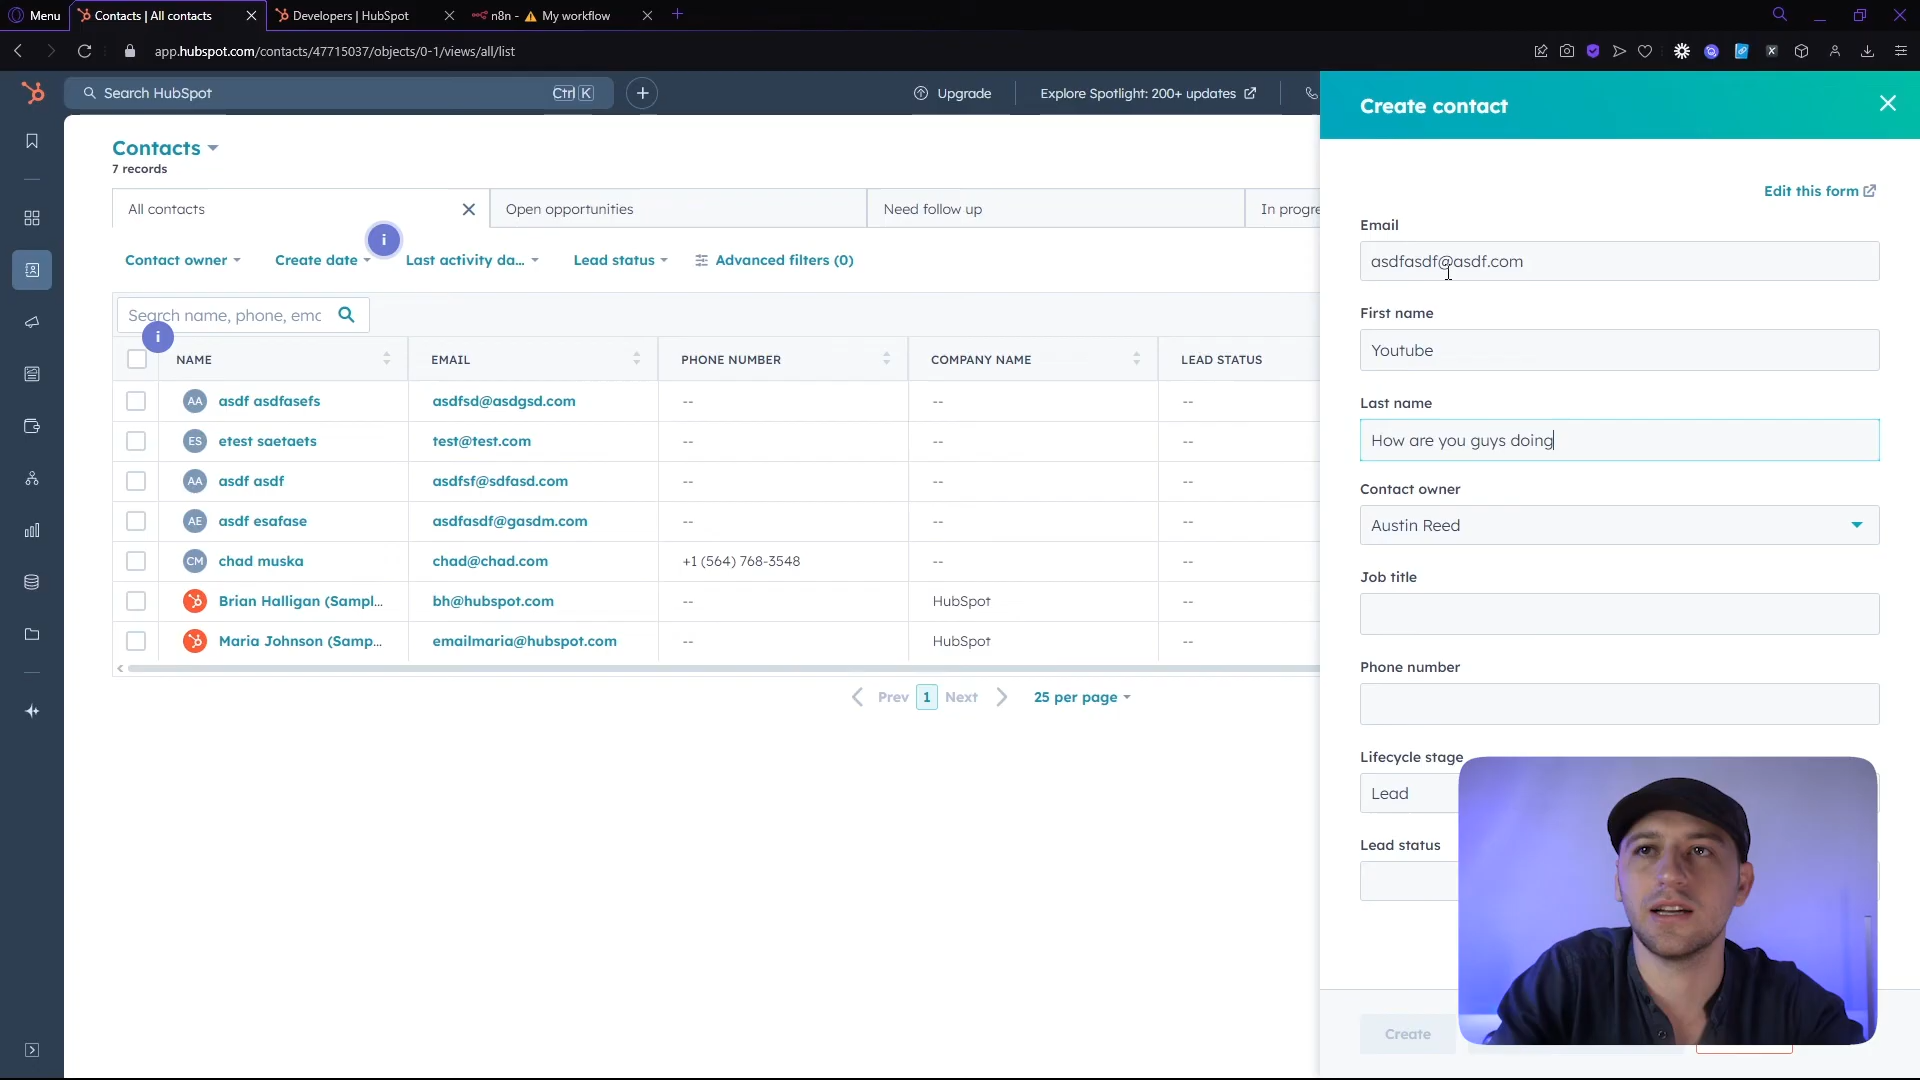 Menu
Contacts | All contacts
Developers | HubSpot
n8n - ⚠ My workflow
app.hubspot.com/contacts/47715037/objects/0-1/views/all/list
Search HubSpot
Ctrl K
Upgrade
Explore Spotlight: 200+ updates
Contacts
7 records
All contacts
Open opportunities
Need follow up
In progre
Contact owner
Create date
Last activity da...
Lead status
Advanced filters (0)
Search name, phone, emc
NAME EMAIL PHONE NUMBER COMPANY NAME LEAD STATUS
AA asdf asdfasefs asdfsd@asdgsd.com -- -- --
ES etest saetaets test@test.com -- -- --
AA asdf asdf asdfsf@sdfasd.com -- -- --
AE asdf esafase asdfasdf@gasdm.com -- -- --
CM chad muska chad@chad.com +1 (564) 768-3548 -- --
Brian Halligan (Sampl... bh@hubspot.com -- HubSpot --
Maria Johnson (Samp... emailmaria@hubspot.com -- HubSpot --
Prev 1 Next 25 per page
Create contact
Edit this form
Email
asdfasdf@asdf.com
First name
Youtube
Last name
How are you guys doing
Contact owner
Austin Reed
Job title
Phone number
Lifecycle stage
Lead
Lead status
Create